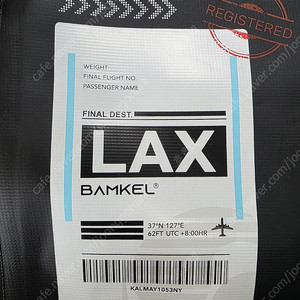 REGISTERED
WEIGHT
FINAL FLIGHT NO.
PASSENGER NAME
FINAL DEST.
LAX
BAMKEL®
37°N 127°E
62FT UTC +8:00HR
KALMAY1053NY